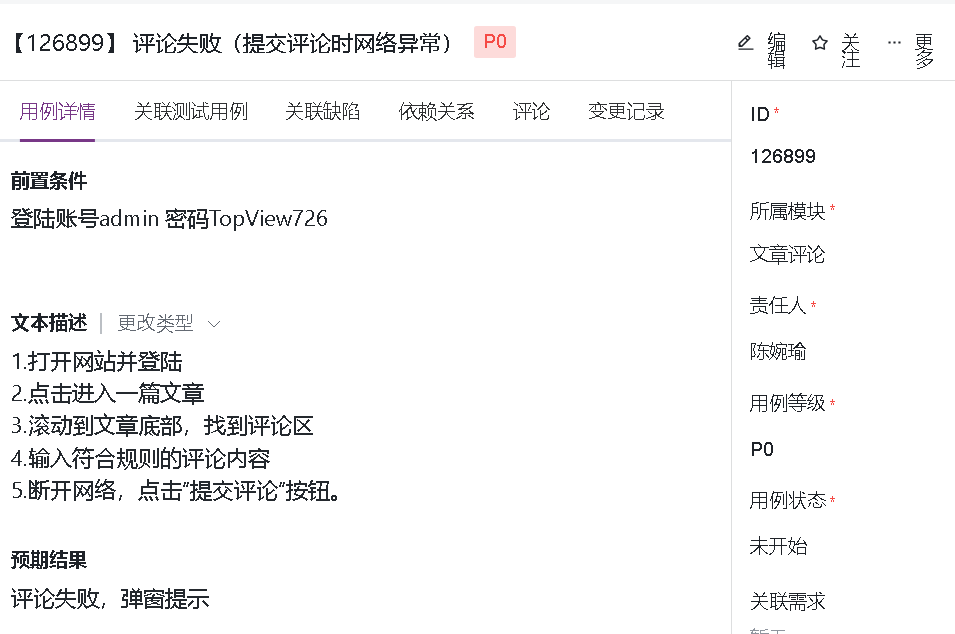 【126899】 评论失败（提交评论时网络异常） P0
编辑 关注 更多
用例详情 关联测试用例 关联缺陷 依赖关系 评论 变更记录
前置条件
登陆账号admin 密码TopView726
文本描述 | 更改类型
1.打开网站并登陆
2.点击进入一篇文章
3.滚动到文章底部，找到评论区
4.输入符合规则的评论内容
5.断开网络，点击“提交评论”按钮。
预期结果
评论失败，弹窗提示
ID *
126899
所属模块 *
文章评论
责任人 *
陈婉瑜
用例等级 *
P0
用例状态 *
未开始
关联需求